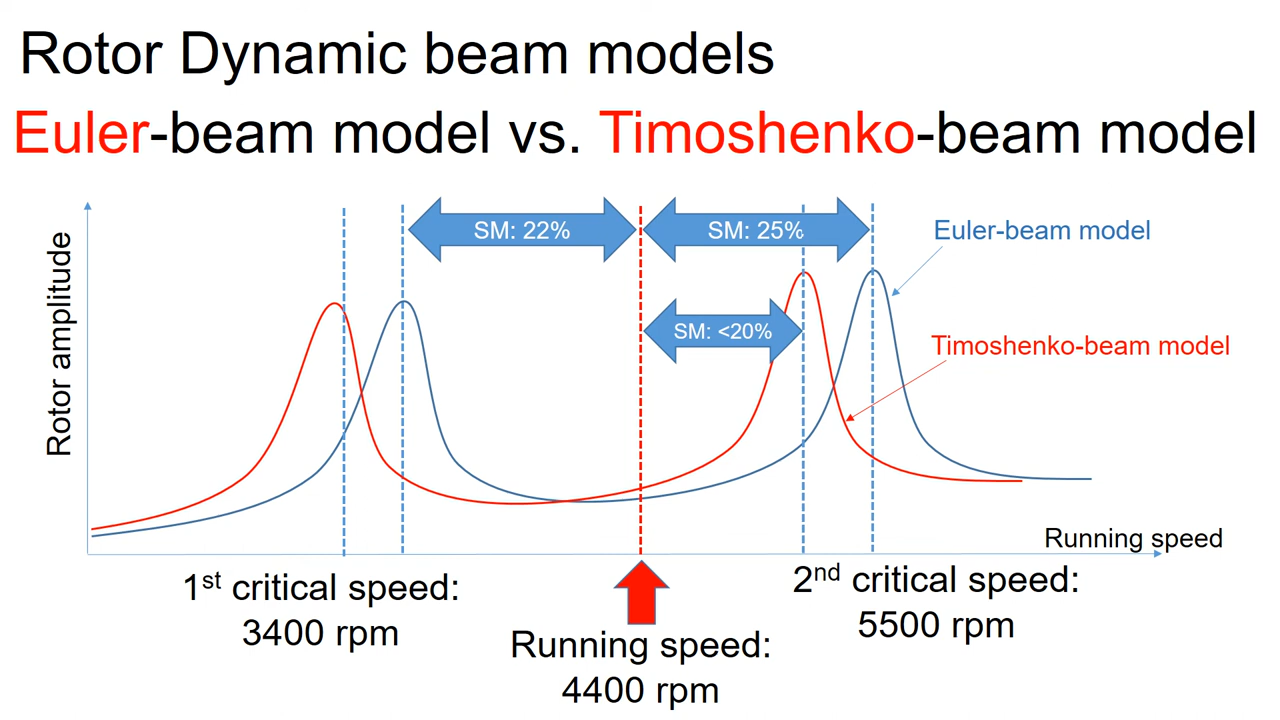 Rotor Dynamic beam models
Euler-beam model vs. Timoshenko-beam model
SM: 22%
SM: 25%
Euler-beam model
SM: <20%
Timoshenko-beam model
Rotor amplitude
Running speed
1st critical speed:
3400 rpm
2nd critical speed:
5500 rpm
Running speed:
4400 rpm